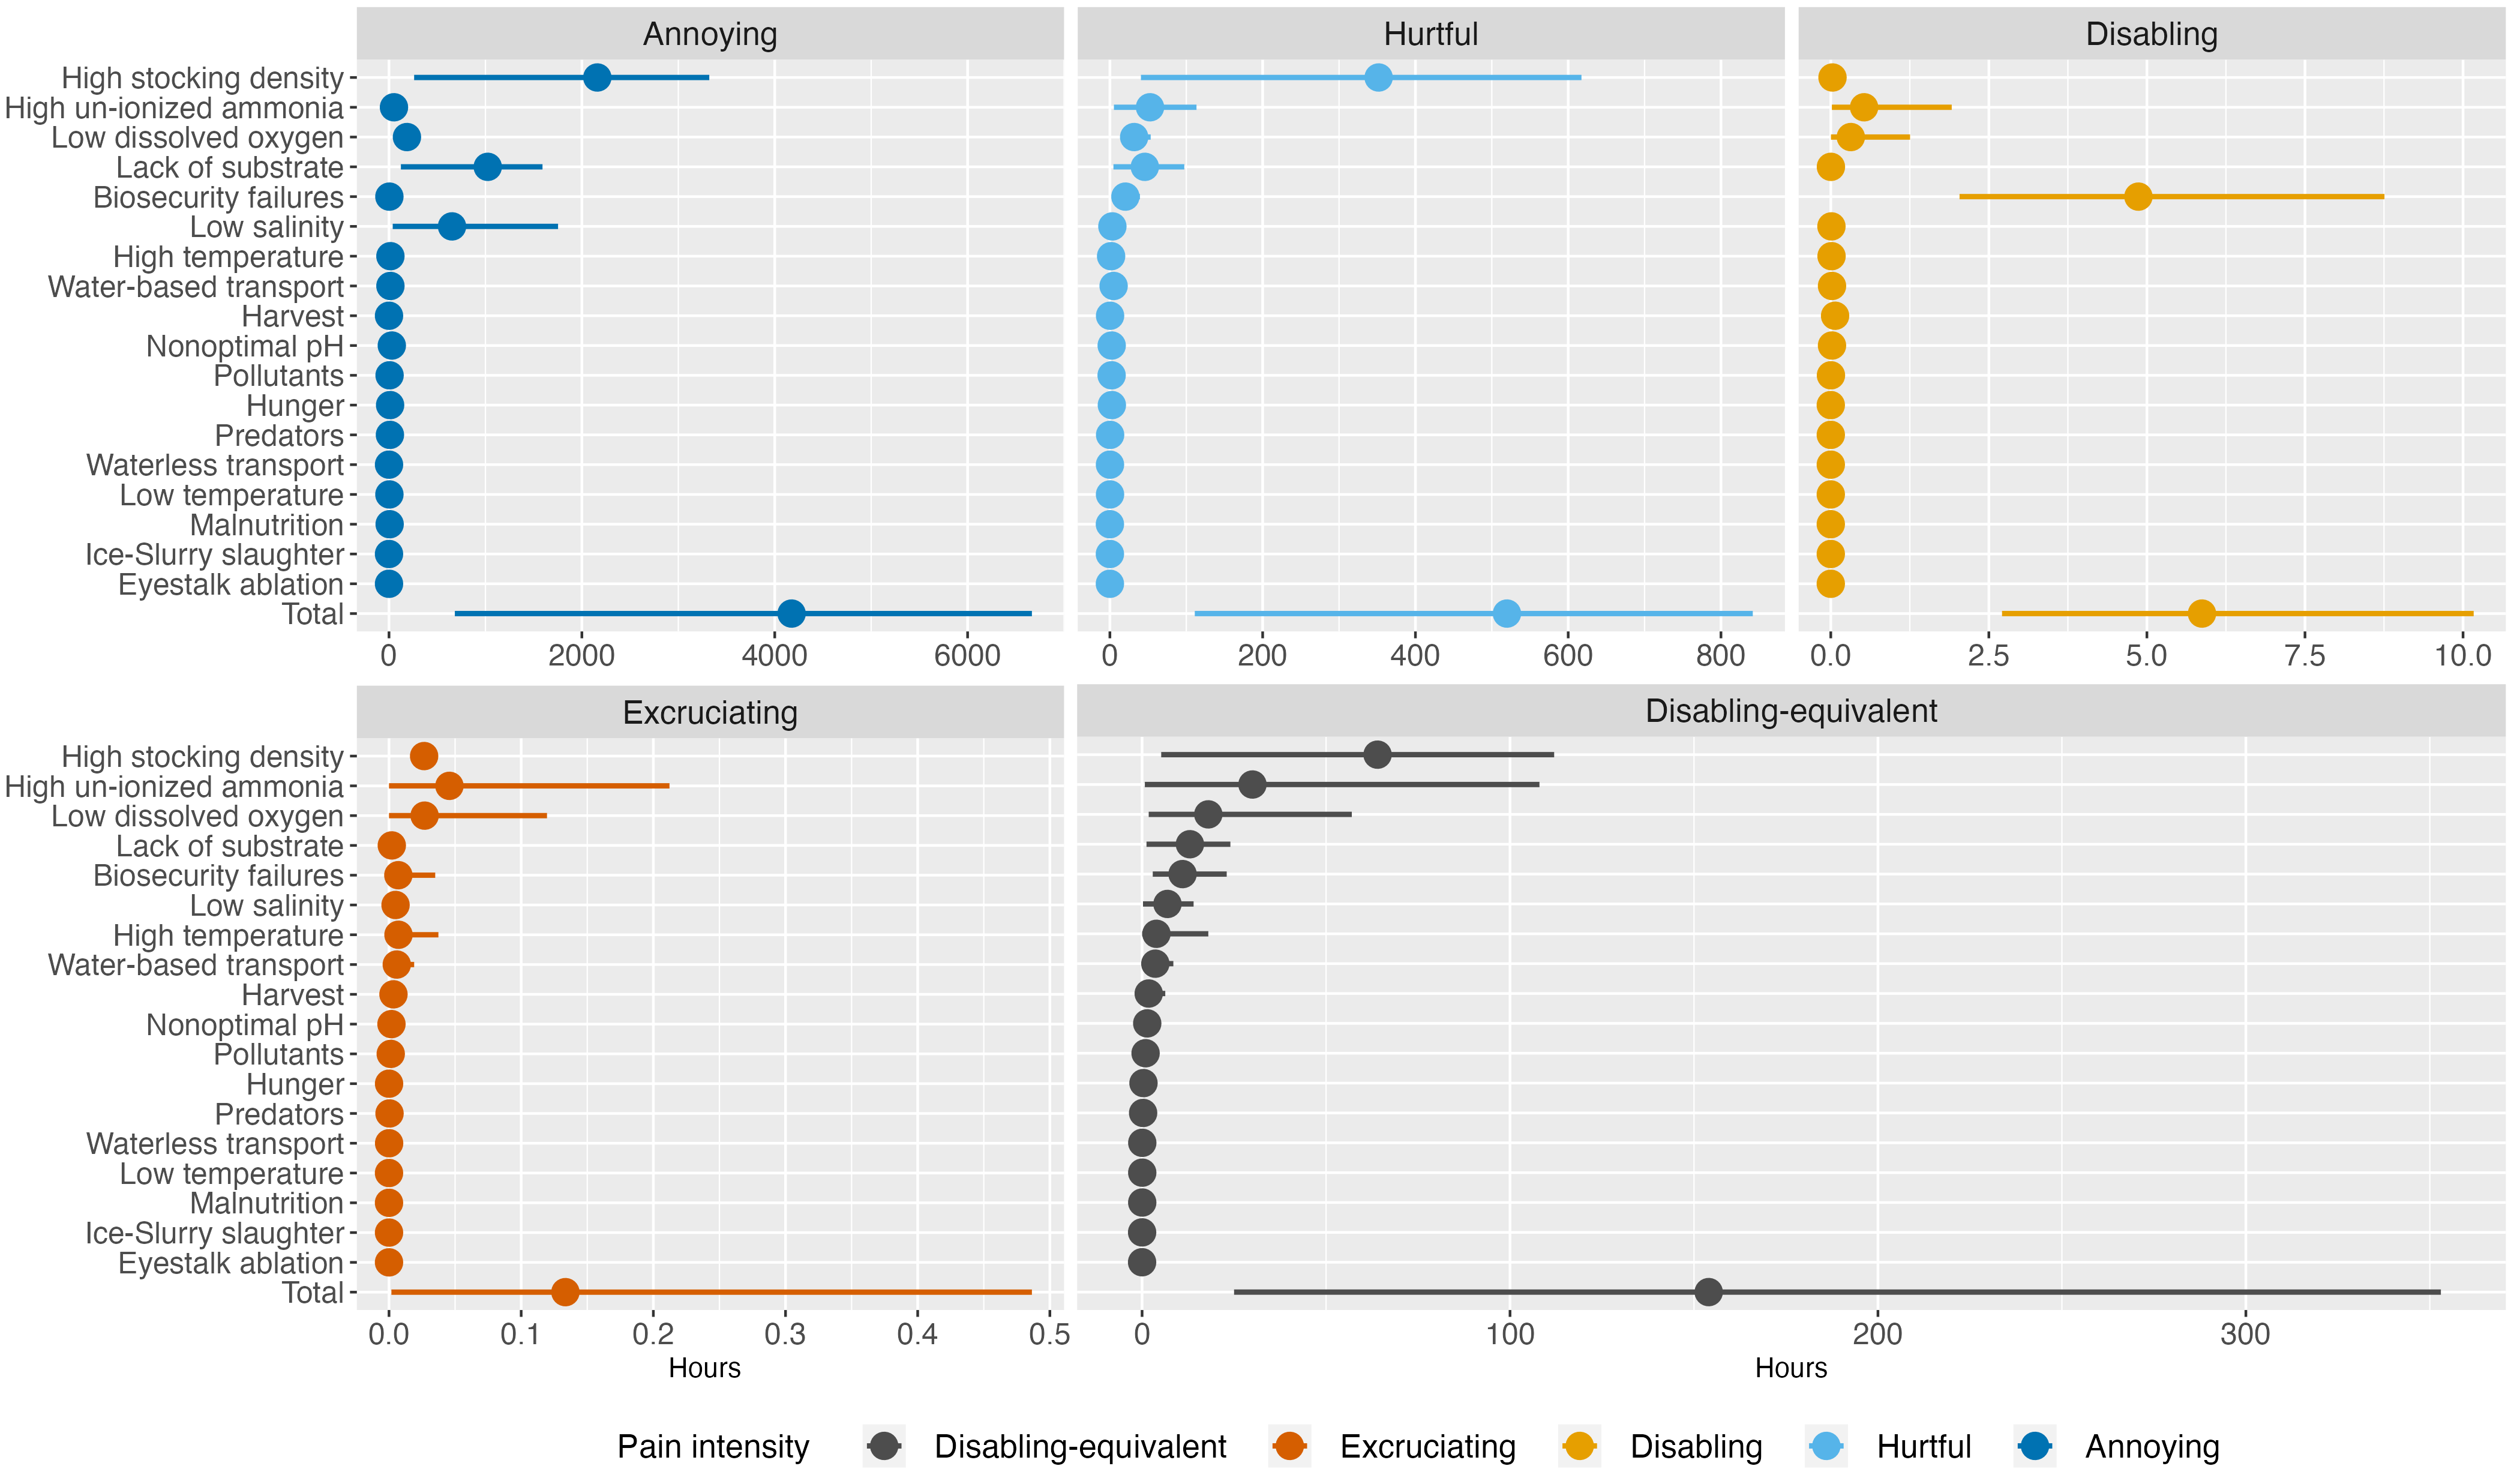 Annoying Hurtful Disabling
High stocking density
High un-ionized ammonia
Low dissolved oxygen
Lack of substrate
Biosecurity failures
Low salinity
High temperature
Water-based transport
Harvest
Nonoptimal pH
Pollutants
Hunger
Predators
Waterless transport
Low temperature
Malnutrition
Ice-Slurry slaughter
Eyestalk ablation
Total
0 2000 4000 6000 0 200 400 600 800 0.0 2.5 5.0 7.5 10.0
Excruciating Disabling-equivalent
High stocking density
High un-ionized ammonia
Low dissolved oxygen
Lack of substrate
Biosecurity failures
Low salinity
High temperature
Water-based transport
Harvest
Nonoptimal pH
Pollutants
Hunger
Predators
Waterless transport
Low temperature
Malnutrition
Ice-Slurry slaughter
Eyestalk ablation
Total
0.0 0.1 0.2 0.3 0.4 0.5 0 100 200 300
Hours Hours
Pain intensity Disabling-equivalent Excruciating Disabling Hurtful Annoying